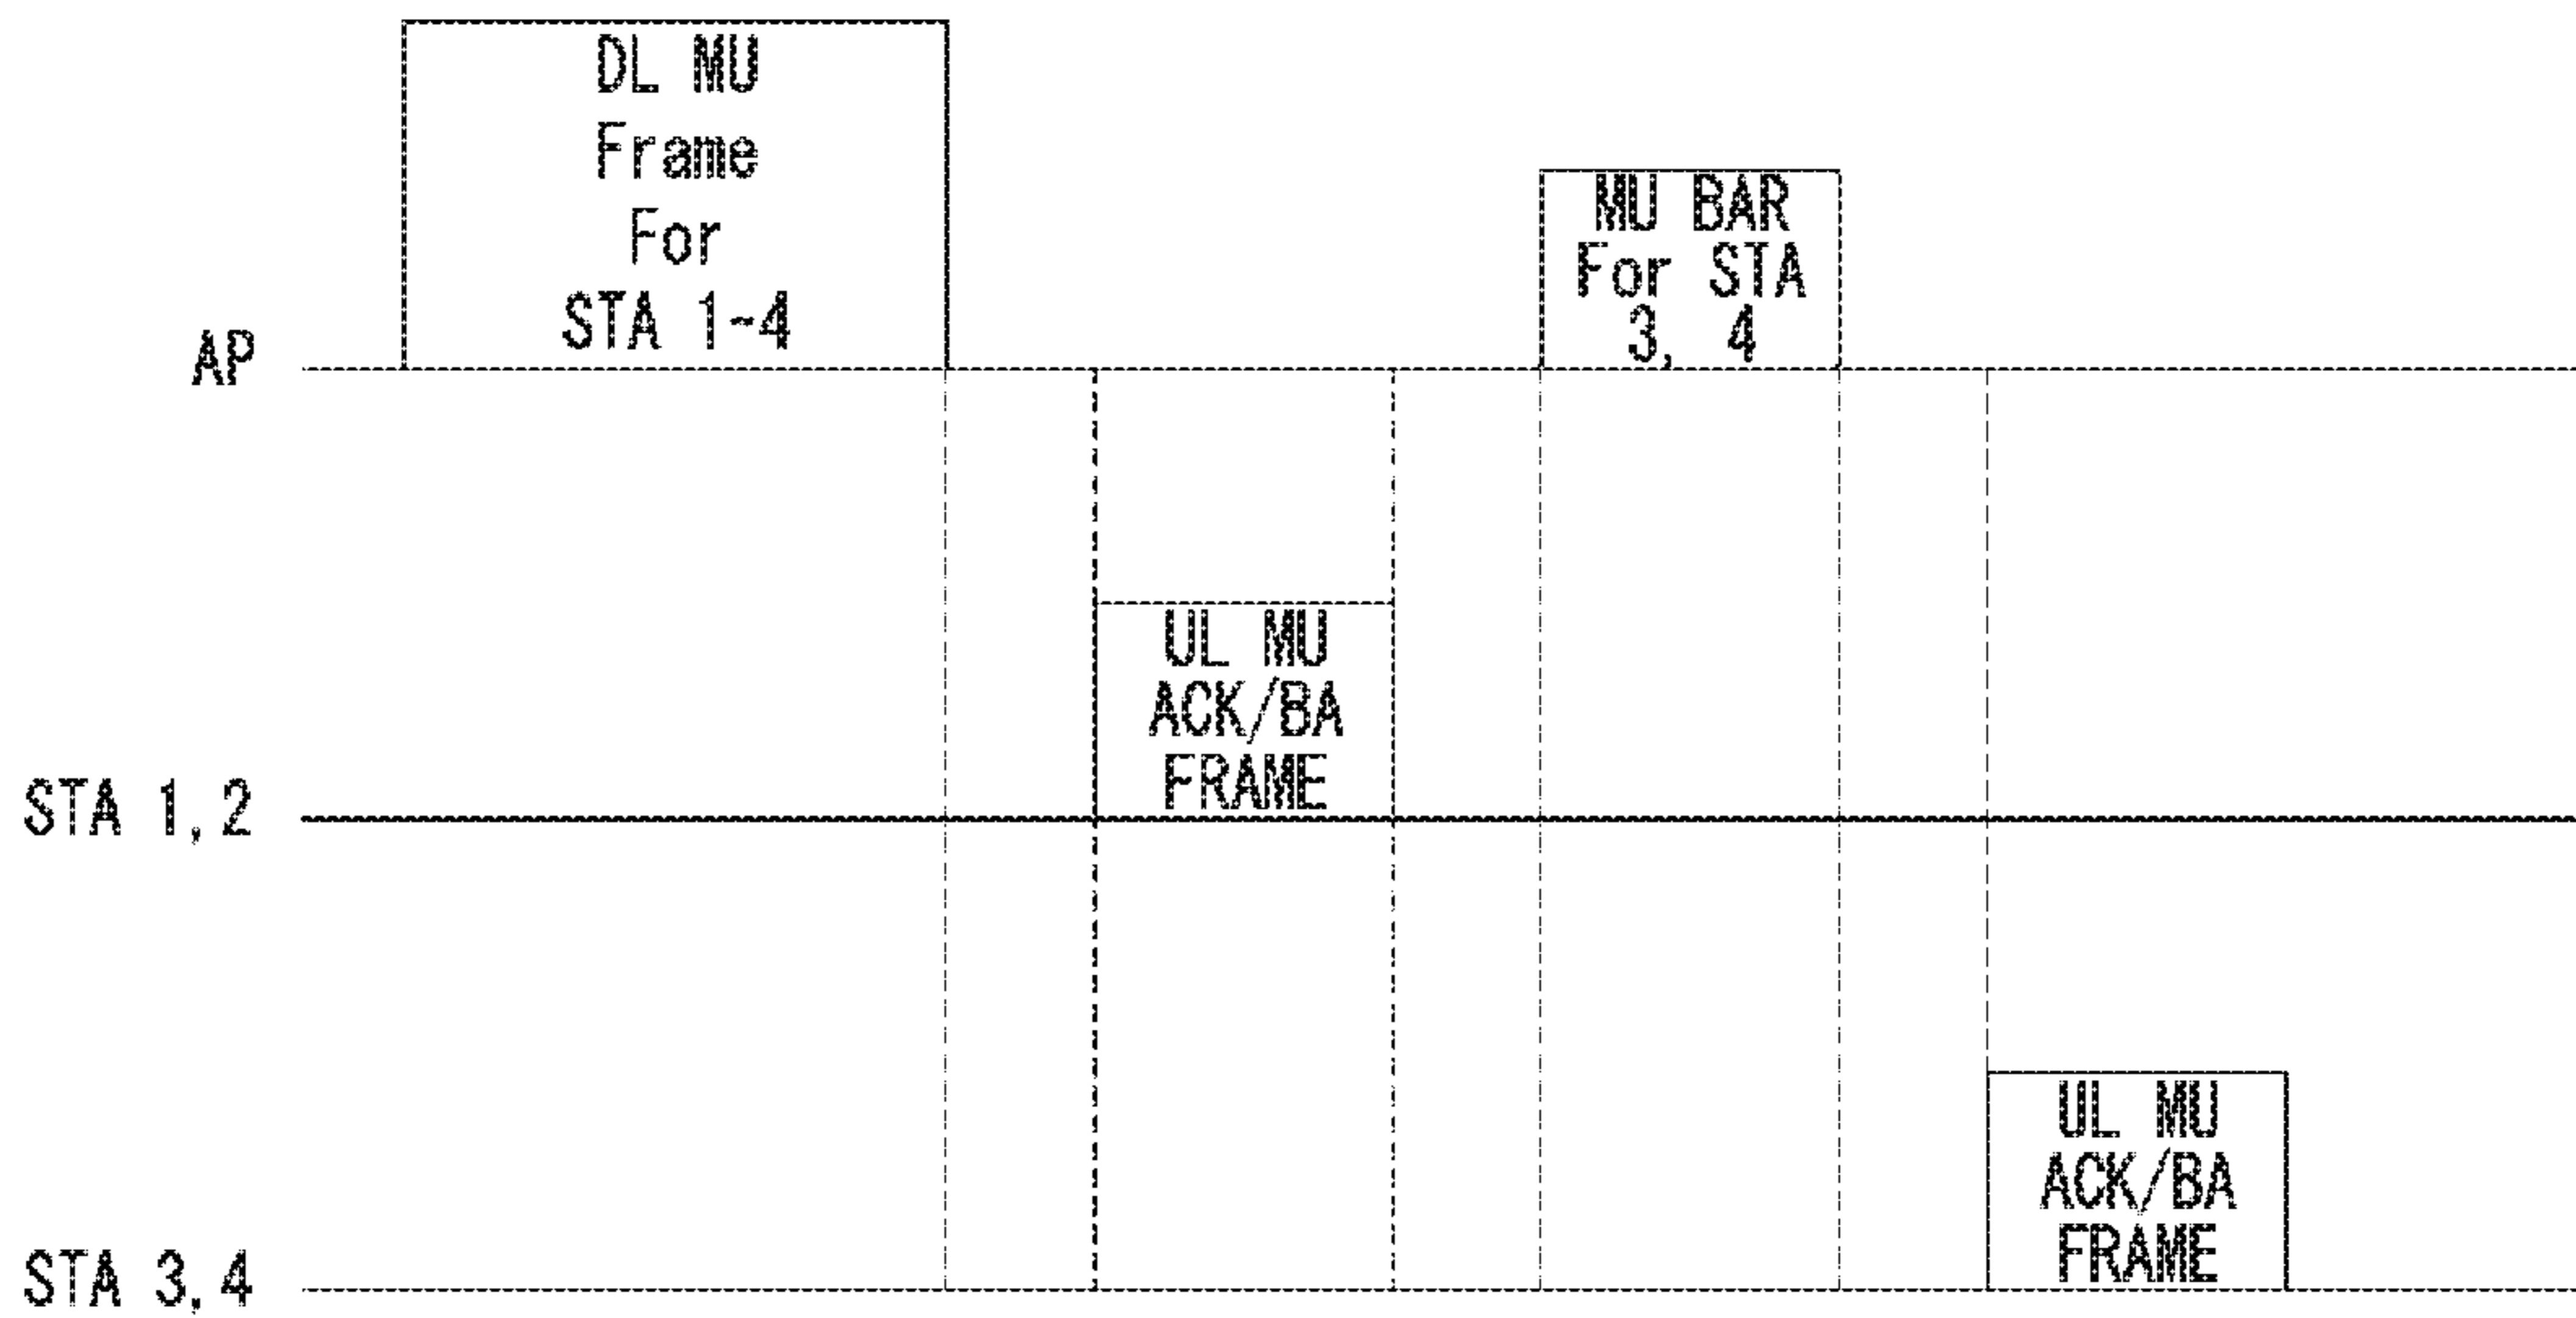 DL MU
Frame
For
STA 1-4
MU BAR
For STA
3, 4
AP
UL MU
ACK/BA
FRAME
STA 1,2
UL MU
ACK/BA
FRAME
STA 3,4